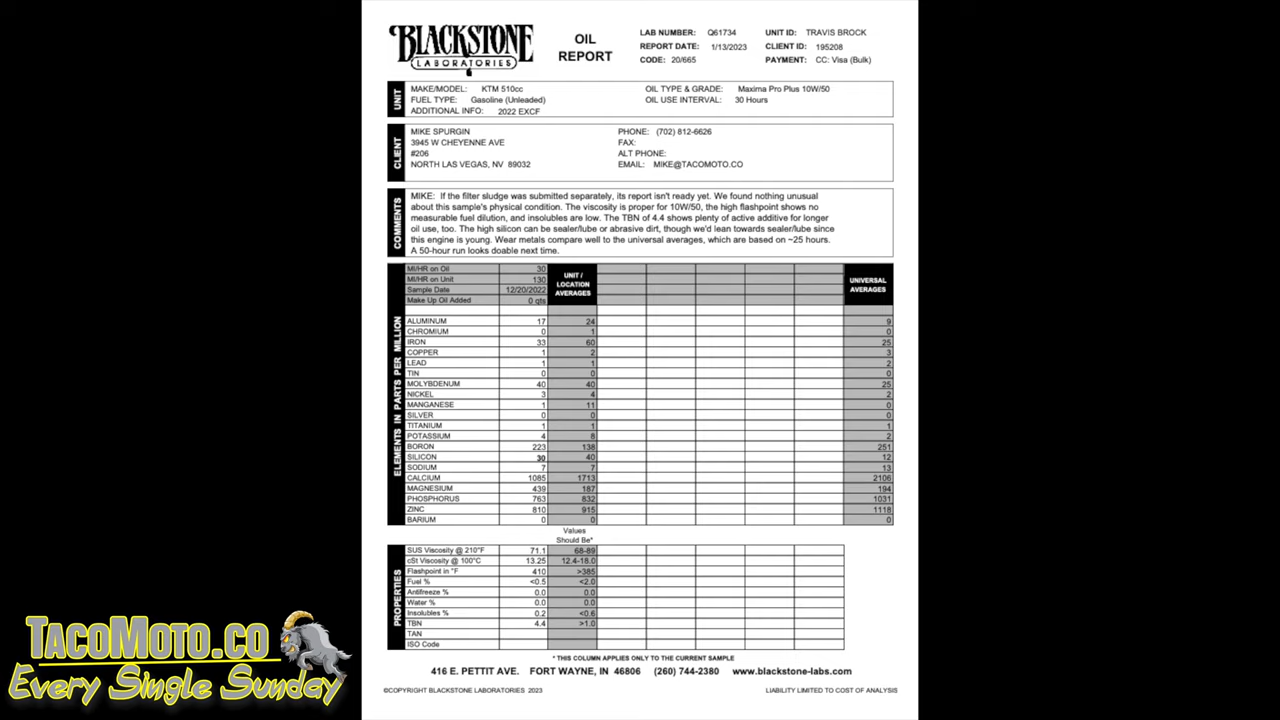 BLACKSTONE
LABORATORIES
OIL
REPORT
LAB NUMBER: Q61734
REPORT DATE: 1/13/2023
CODE: 20/665
UNIT ID: TRAVIS BROCK
CLIENT ID: 195208
PAYMENT: CC: Visa (Bulk)
UNIT
MAKE/MODEL: KTM 510cc
FUEL TYPE: Gasoline (Unleaded)
ADDITIONAL INFO: 2022 EXCF
OIL TYPE & GRADE: Maxima Pro Plus 10W/50
OIL USE INTERVAL: 30 Hours
CLIENT
MIKE SPURGIN
3945 W CHEYENNE AVE
#206
NORTH LAS VEGAS, NV 89032
PHONE: (702) 812-6626
FAX:
ALT PHONE:
EMAIL: MIKE@TACOMOTO.CO
COMMENTS
MIKE: If the filter sludge was submitted separately, its report isn't ready yet. We found nothing unusual
about this sample's physical condition. The viscosity is proper for 10W/50, the high flashpoint shows no
measurable fuel dilution, and insolubles are low. The TBN of 4.4 shows plenty of active additive for longer
oil use, too. The high silicon can be sealer/lube or abrasive dirt, though we'd lean towards sealer/lube since
this engine is young. Wear metals compare well to the universal averages, which are based on ~25 hours.
A 50-hour run looks doable next time.
MI/HR on Oil 30
MI/HR on Unit 130
Sample Date 12/20/2022
Make Up Oil Added 0 qts
UNIT /
LOCATION
AVERAGES
UNIVERSAL
AVERAGES
ELEMENTS IN PARTS PER MILLION
ALUMINUM 17 24 9
CHROMIUM 0 1 0
IRON 33 60 25
COPPER 1 2 3
LEAD 1 1 2
TIN 0 0 0
MOLYBDENUM 40 40 25
NICKEL 3 4 2
MANGANESE 1 11 0
SILVER 0 0 0
TITANIUM 1 1 1
POTASSIUM 4 8 2
BORON 223 138 251
SILICON 30 40 12
SODIUM 7 7 13
CALCIUM 1085 1713 2106
MAGNESIUM 439 187 194
PHOSPHORUS 763 832 1031
ZINC 810 915 1118
BARIUM 0 0 0
Values
Should Be*
PROPERTIES
SUS Viscosity @ 210°F 71.1 68-89
cSt Viscosity @ 100°C 13.25 12.4-18.0
Flashpoint in °F 410 >385
Fuel % <0.5 <2.0
Antifreeze % 0.0 0.0
Water % 0.0 0.0
Insolubles % 0.2 <0.6
TBN 4.4 >1.0
TAN
ISO Code
* THIS COLUMN APPLIES ONLY TO THE CURRENT SAMPLE
416 E. PETTIT AVE. FORT WAYNE, IN 46806 (260) 744-2380 www.blackstone-labs.com
©COPYRIGHT BLACKSTONE LABORATORIES 2023
LIABILITY LIMITED TO COST OF ANALYSIS
TACOMOTO.CO
EVERY SINGLE SUNDAY